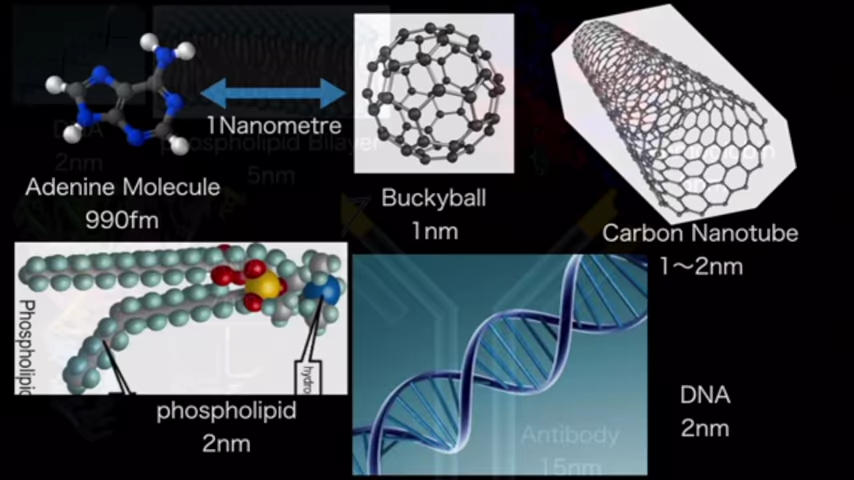 1Nanometre
Adenine Molecule
990fm
Buckyball
1nm
Carbon Nanotube
1～2nm
Phospholipid
hydro
phospholipid
2nm
DNA
2nm
DNA
2nm
phospholipid Bilayer
5nm
Antibody
15nm